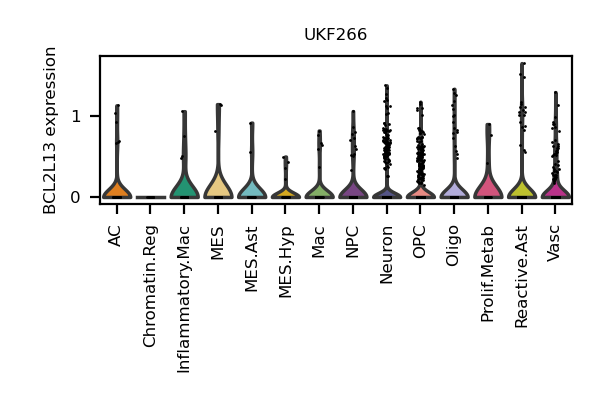 UKF266
BCL2L13 expression
1
0
AC
Chromatin.Reg
Inflammatory.Mac
MES
MES.Ast
MES.Hyp
Mac
NPC
Neuron
OPC
Oligo
Prolif.Metab
Reactive.Ast
Vasc